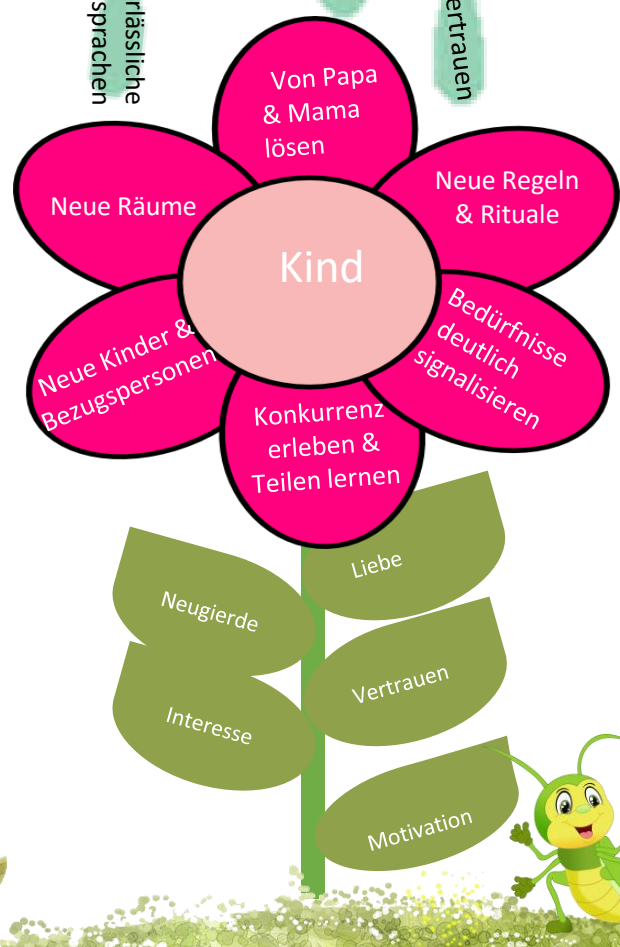 rlässliche
sprachen
ertrauen
Von Papa
& Mama
lösen
Neue Räume
Neue Regeln
& Rituale
Kind
Neue Kinder &
Bezugspersonen
Bedürfnisse
deutlich
signalisieren
Konkurrenz
erleben &
Teilen lernen
Liebe
Neugierde
Vertrauen
Interesse
Motivation